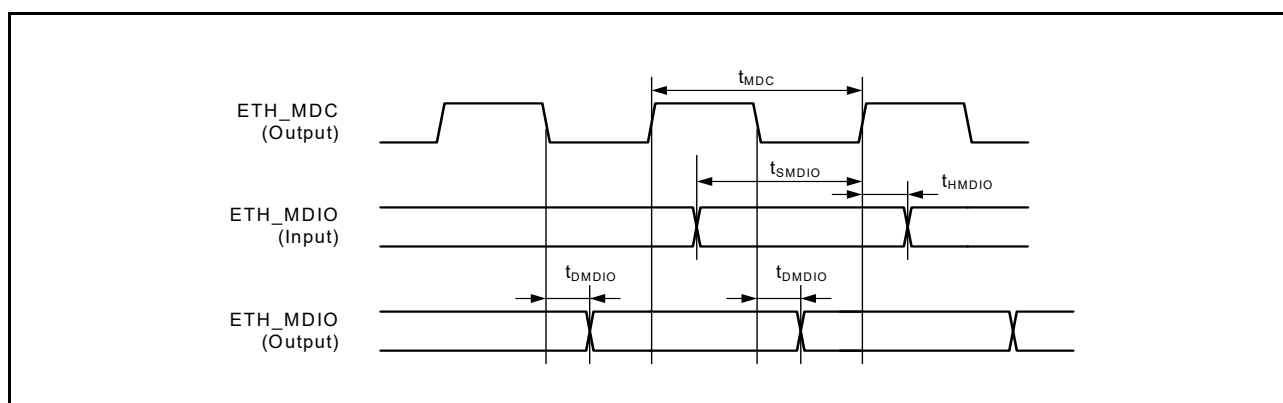 tMDC
ETH_MDC
(Output)
tSMDIO
tHMDIO
ETH_MDIO
(Input)
tDMDIO tDMDIO
ETH_MDIO
(Output)